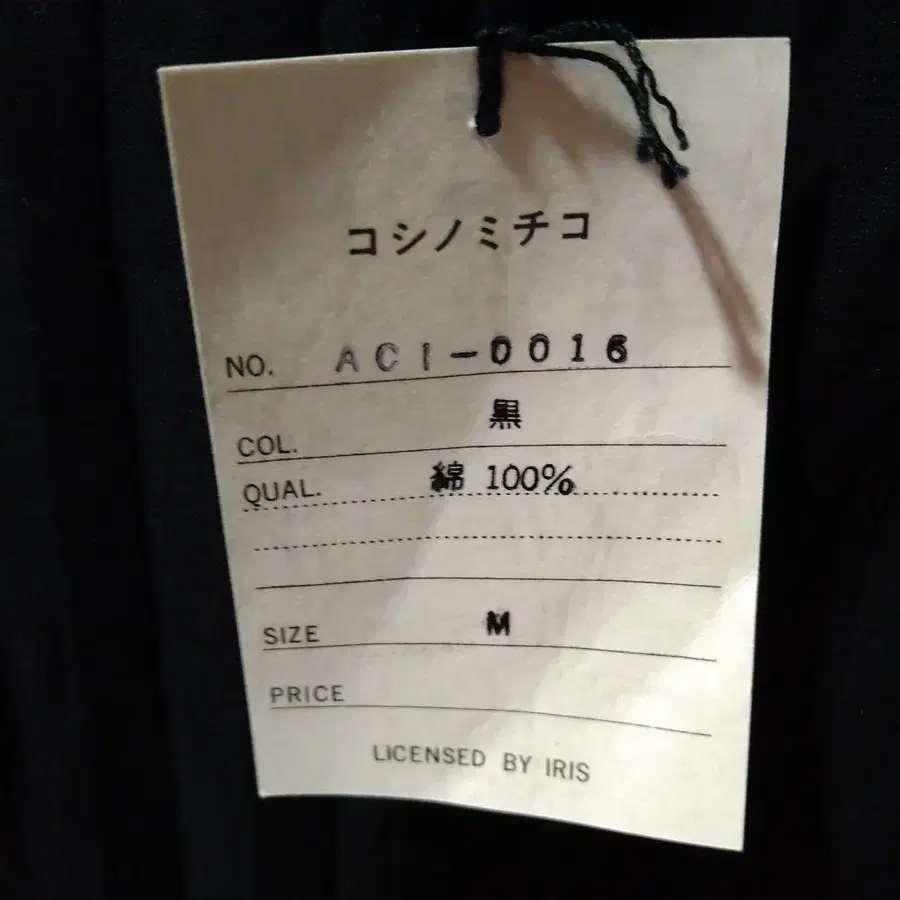 コシノミチコ
NO. ACI-0016
COL. 黒
QUAL. 綿 100%
SIZE M
PRICE
LICENSED BY IRIS